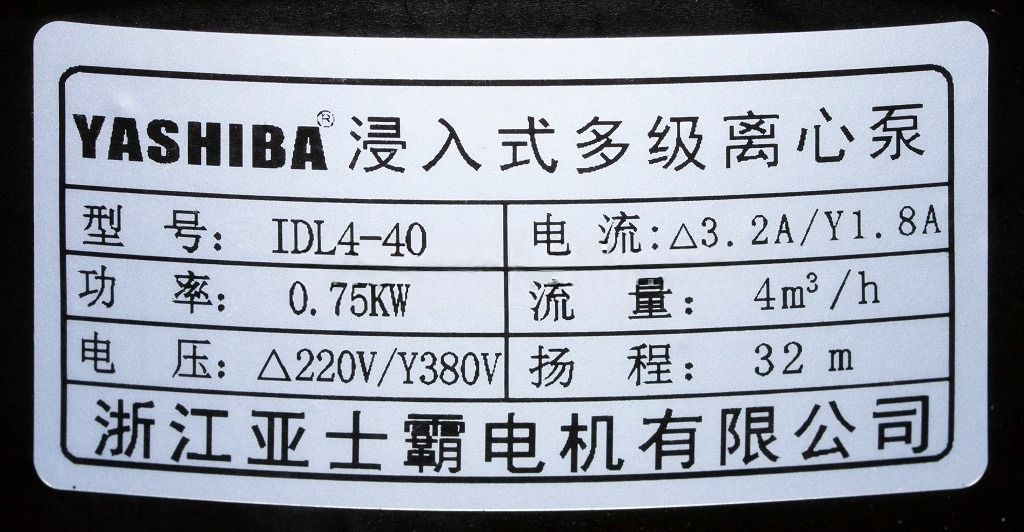 YASHIBA® 浸入式多级离心泵
型号: IDL4-40
电流:△3.2A/Y1.8A
功率: 0.75KW
流量: 4m³/h
电压: △220V/Y380V
扬程: 32 m
浙江亚士霸电机有限公司